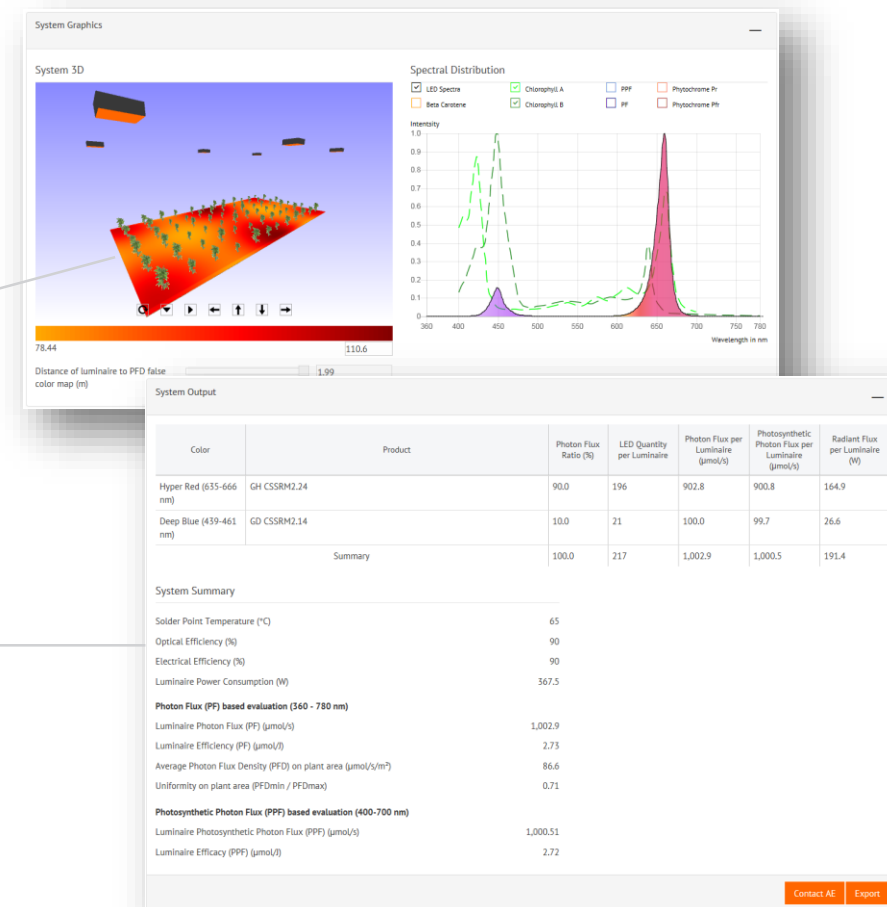 System Graphics
—
System 3D
Spectral Distribution
LED Spectra
Chlorophyll A
PPF
Phytochrome Pr
Beta Carotene
Chlorophyll B
PF
Phytochrome Pfr
Intentsity
1.0
0.9
0.8
0.7
0.6
0.5
0.4
0.3
0.2
0.1
0
360 400 450 500 550 600 650 700 750 780
Wavelength in nm
78.44
110.6
Distance of luminaire to PFD false
color map (m)
1.99
System Output
—
Color
Product
Photon Flux
Ratio (%)
LED Quantity
per Luminaire
Photon Flux per
Luminaire
(µmol/s)
Photosynthetic
Photon Flux per
Luminaire
(µmol/s)
Radiant Flux
per Luminaire
(W)
Hyper Red (635-666
nm)
GH CSSRM2.24
90.0
196
902.8
900.8
164.9
Deep Blue (439-461
nm)
GD CSSRM2.14
10.0
21
100.0
99.7
26.6
Summary
100.0
217
1,002.9
1,000.5
191.4
System Summary
Solder Point Temperature (°C) 65
Optical Efficiency (%) 90
Electrical Efficiency (%) 90
Luminaire Power Consumption (W) 367.5
Photon Flux (PF) based evaluation (360 - 780 nm)
Luminaire Photon Flux (PF) (µmol/s) 1,002.9
Luminaire Efficiency (PF) (µmol/J) 2.73
Average Photon Flux Density (PFD) on plant area (µmol/s/m²) 86.6
Uniformity on plant area (PFDmin / PFDmax) 0.71
Photosynthetic Photon Flux (PPF) based evaluation (400-700 nm)
Luminaire Photosynthetic Photon Flux (PPF) (µmol/s) 1,000.51
Luminaire Efficacy (PPF) (µmol/J) 2.72
Contact AE
Export